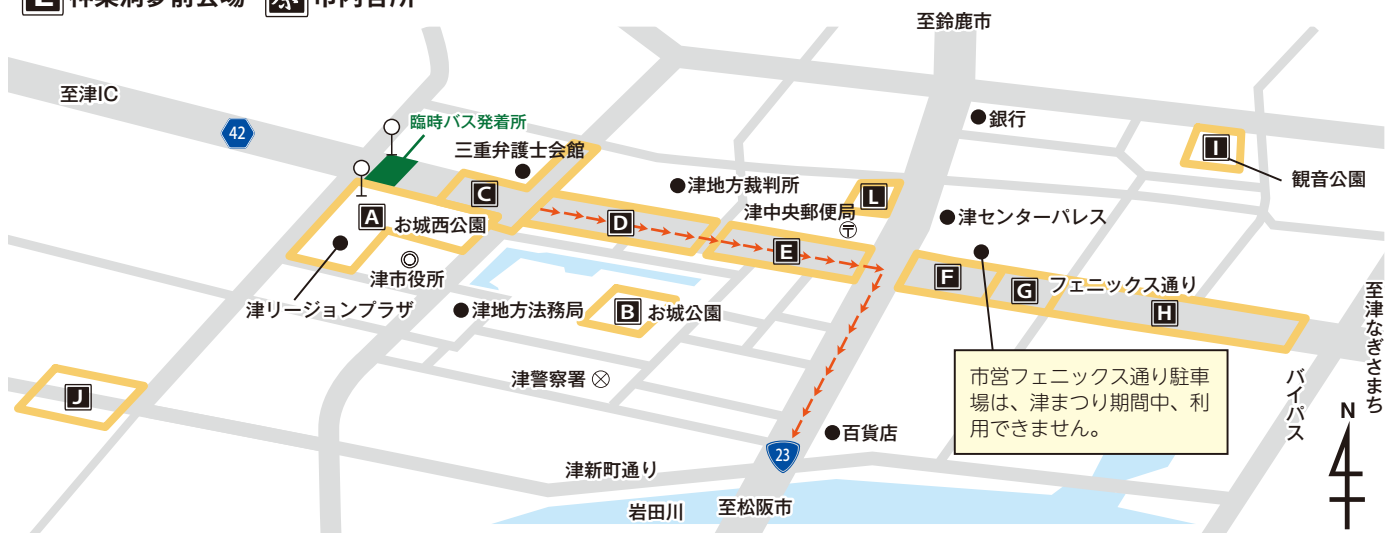 至鈴鹿市
至津IC
42
臨時バス発着所
三重弁護士会館
銀行
I
観音公園
C
津地方裁判所
L
津中央郵便局
〒
津センターパレス
A
お城西公園
D
E
F
G
フェニックス通り
H
津市役所
津リージョンプラザ
津地方法務局
B
お城公園
至津なぎさまち
バイパス
市営フェニックス通り駐車
場は、津まつり期間中、利
用できません。
津警察署
J
N
百貨店
23
津新町通り
岩田川
至松阪市